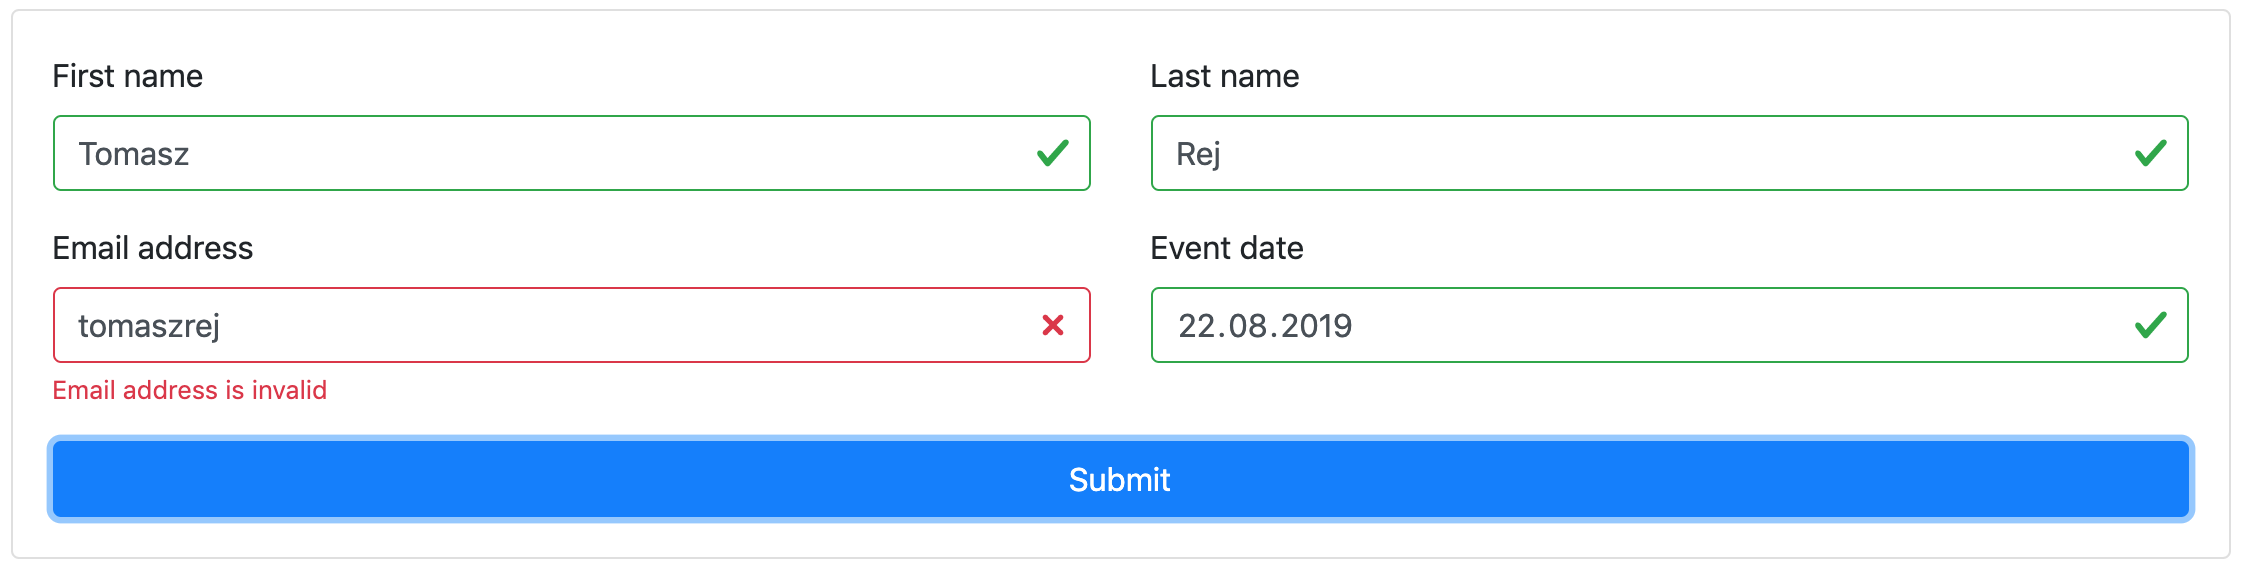 First name
Last name
Tomasz
Rej
Email address
Event date
tomaszrej
22.08.2019
Email address is invalid
Submit